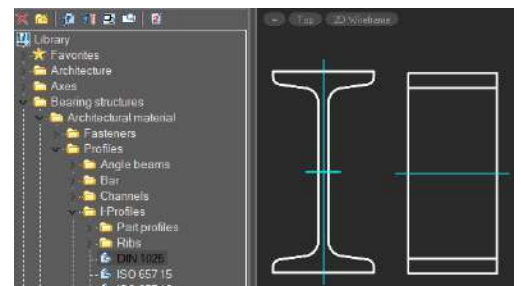 Library
Favorites
Architecture
Axes
Bearing structures
Architectural material
Fasteners
Profiles
Angle beams
Bar
Channels
I-Profiles
Part profiles
Ribs
DIN 1025
ISO 657 15
Top
2D Wireframe